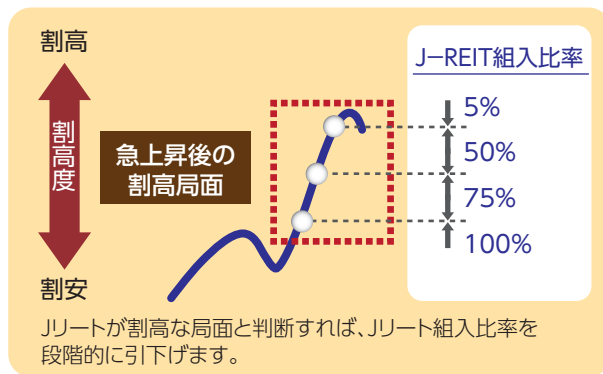 割高
割高度
割安
急上昇後の
割高局面
J−REIT組入比率
5%
50%
75%
100%
Jリートが割高な局面と判断すれば、Jリート組入比率を
段階的に引下げます。